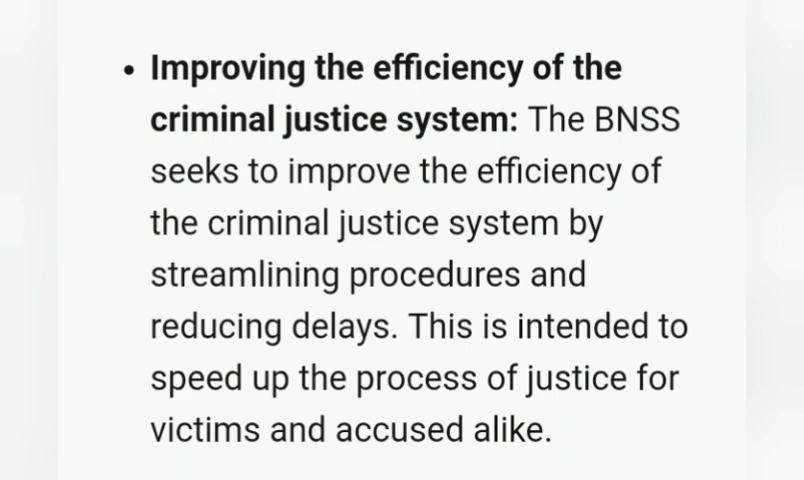 • Improving the efficiency of the
criminal justice system: The BNSS
seeks to improve the efficiency of
the criminal justice system by
streamlining procedures and
reducing delays. This is intended to
speed up the process of justice for
victims and accused alike.